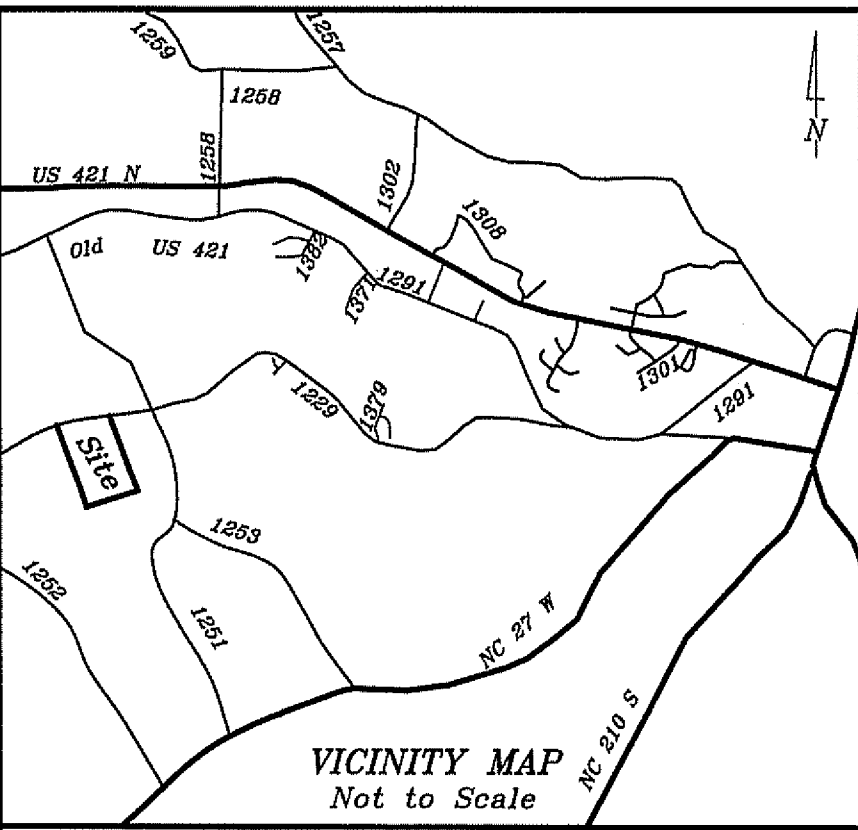 1259
1257
1258
1258
US 421 N
1302
1308
Old US 421
1382
1371
1291
1301
1291
1229
1379
Site
1253
1252
1251
NC 27 W
NC 210 S
VICINITY MAP
Not to Scale
N